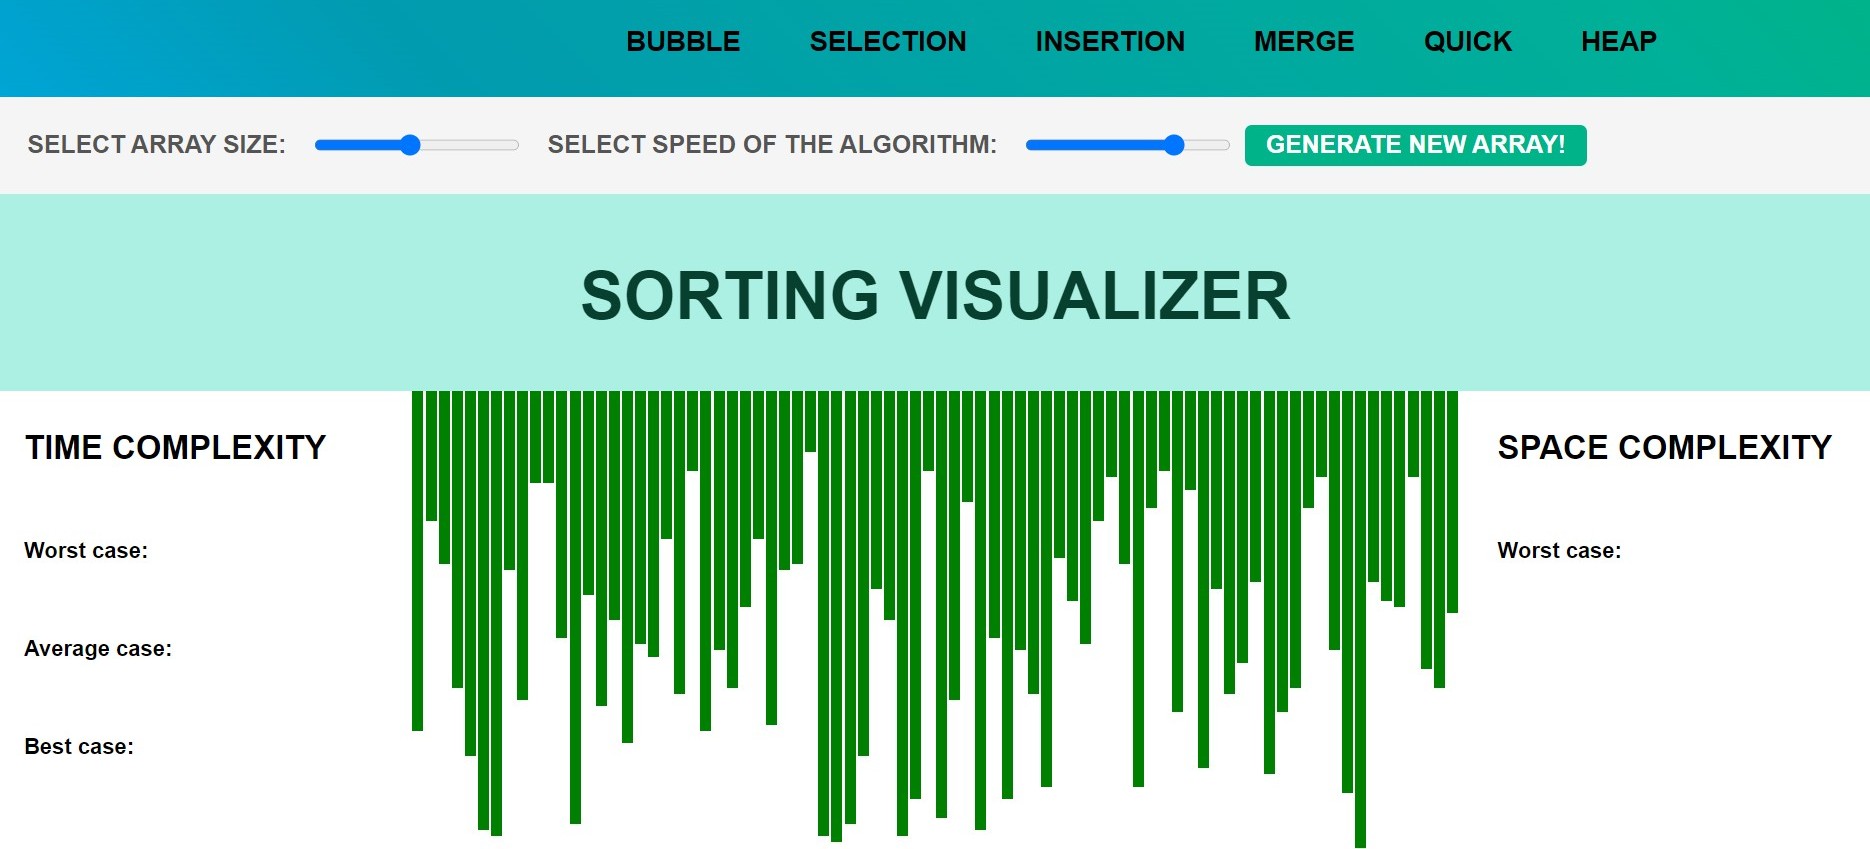 BUBBLE SELECTION INSERTION MERGE QUICK HEAP
SELECT ARRAY SIZE: SELECT SPEED OF THE ALGORITHM: GENERATE NEW ARRAY!
SORTING VISUALIZER
TIME COMPLEXITY
Worst case:
Average case:
Best case:
SPACE COMPLEXITY
Worst case: